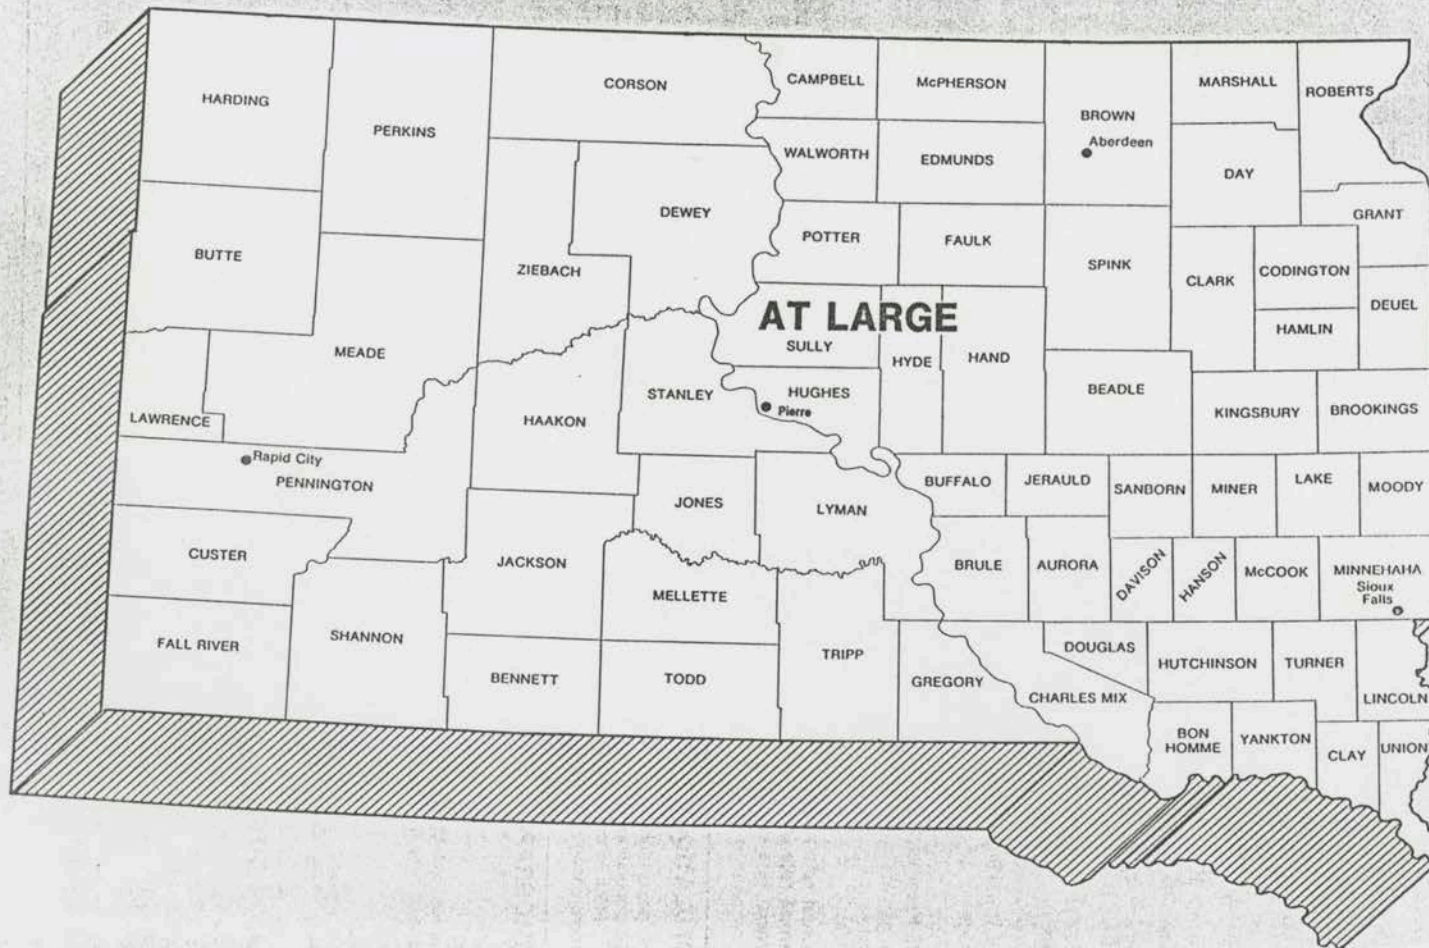 HARDING
PERKINS
CORSON
CAMPBELL
McPHERSON
BROWN
Aberdeen
MARSHALL
ROBERTS
WALWORTH
EDMUNDS
DAY
DEWEY
GRANT
BUTTE
ZIEBACH
POTTER
FAULK
SPINK
CLARK
CODINGTON
DEUEL
AT LARGE
HAMLIN
MEADE
SULLY
HYDE
HAND
LAWRENCE
HAAKON
STANLEY
HUGHES
Pierre
BEADLE
KINGSBURY
BROOKINGS
Rapid City
PENNINGTON
JONES
LYMAN
BUFFALO
JERAULD
SANBORN
MINER
LAKE
MOODY
CUSTER
JACKSON
MELLETTE
BRULE
AURORA
DAVISON
HANSON
McCOOK
MINNEHAHA
Sioux
Falls
FALL RIVER
SHANNON
BENNETT
TODD
TRIPP
GREGORY
DOUGLAS
CHARLES MIX
HUTCHINSON
TURNER
LINCOLN
BON
HOMME
YANKTON
CLAY
UNION